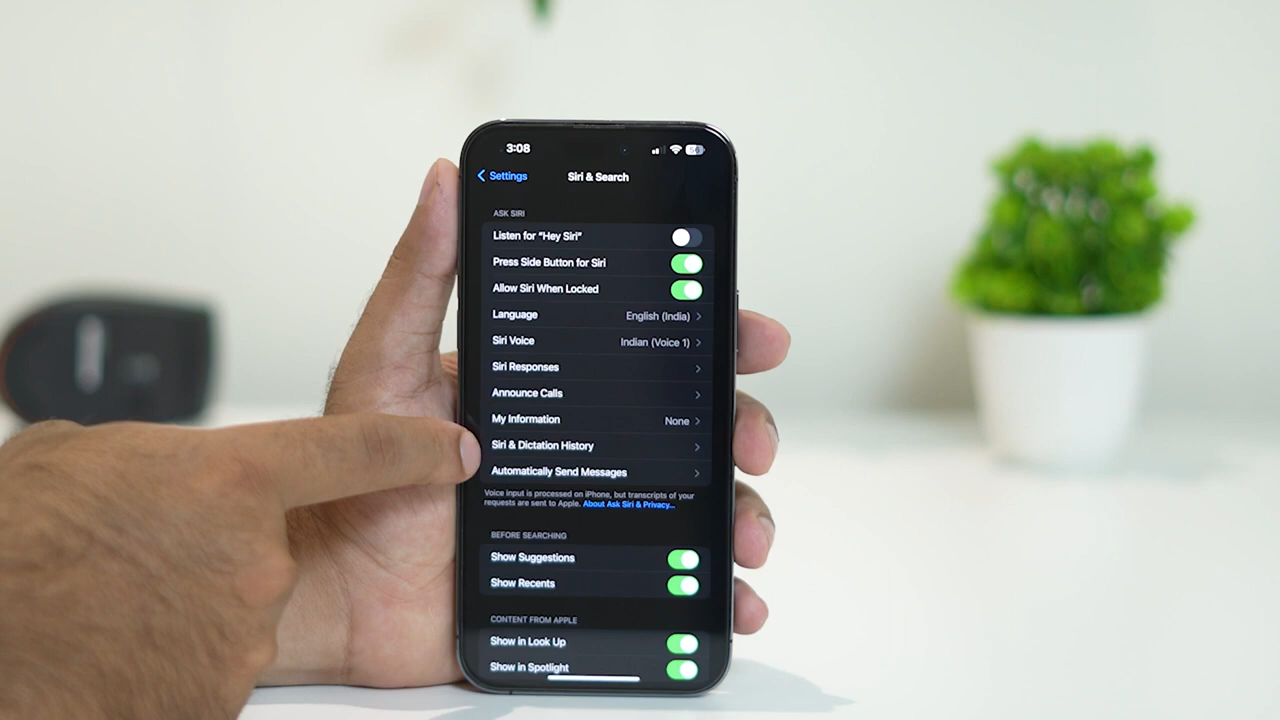 3:08
56
Settings
Siri & Search
ASK SIRI
Listen for “Hey Siri”
Press Side Button for Siri
Allow Siri When Locked
Language English (India)
Siri Voice Indian (Voice 1)
Siri Responses
Announce Calls
My Information None
Siri & Dictation History
Automatically Send Messages
Voice input is processed on iPhone, but transcripts of your
requests are sent to Apple. About Ask Siri & Privacy...
BEFORE SEARCHING
Show Suggestions
Show Recents
CONTENT FROM APPLE
Show in Look Up
Show in Spotlight